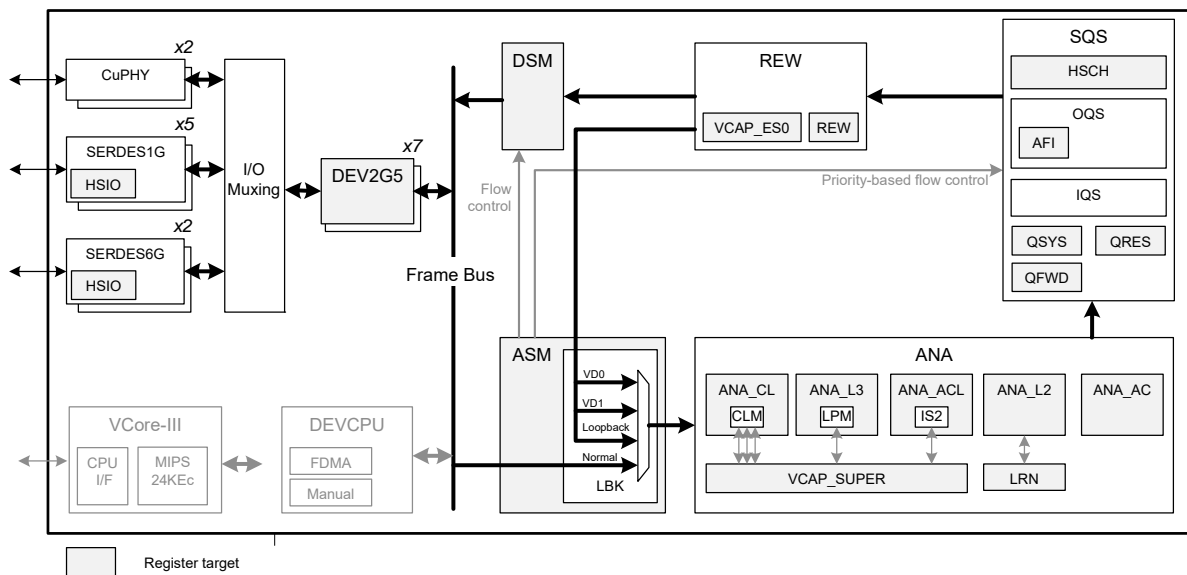 x2
CuPHY
x5
SERDES1G
HSIO
x2
SERDES6G
HSIO
I/O
Muxing
x7
DEV2G5
Frame Bus
DSM
Flow
control
REW
VCAP_ES0
REW
Priority-based flow control
SQS
HSCH
OQS
AFI
IQS
QSYS
QRES
QFWD
VCore-III
CPU
I/F
MIPS
24KEc
DEVCPU
FDMA
Manual
ASM
VD0
VD1
Loopback
Normal
LBK
ANA
ANA_CL
CLM
ANA_L3
LPM
ANA_ACL
IS2
ANA_L2
ANA_AC
VCAP_SUPER
LRN
Register target